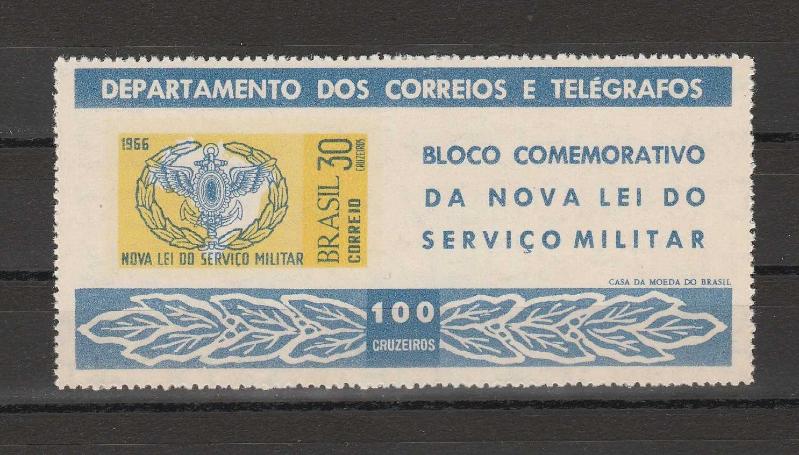 DEPARTAMENTO DOS CORREIOS E TELÉGRAFOS
1966
NOVA LEI DO SERVIÇO MILITAR
BRASIL 30
CORREIO CRUZEIROS
BLOCO COMEMORATIVO
DA NOVA LEI DO
SERVIÇO MILITAR
CASA DA MOEDA DO BRASIL
100
CRUZEIROS